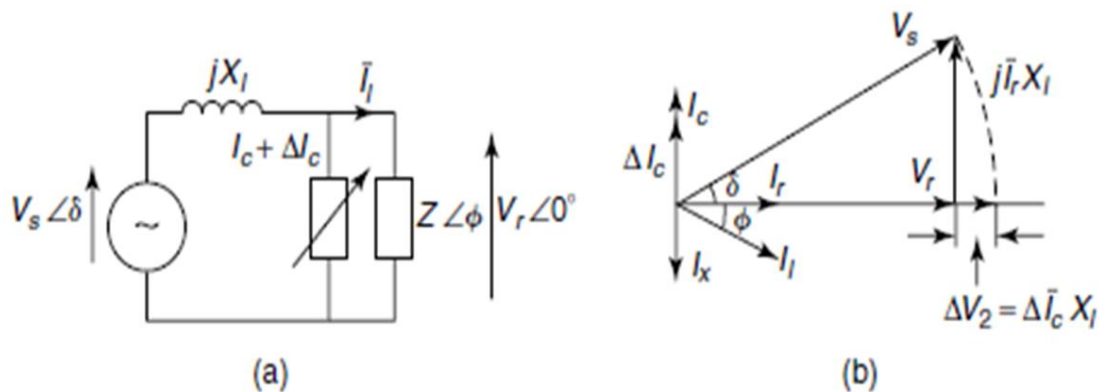 jX_l
Ī_l
I_c + ΔI_c
V_s ∠δ
~
Z∠ϕ
V_r∠0°
(a)
V_s
jĪ_r X_l
I_c
ΔI_c
δ
I_r
V_r
ϕ
I_x
I_l
ΔV_2 = ΔĪ_c X_l
(b)